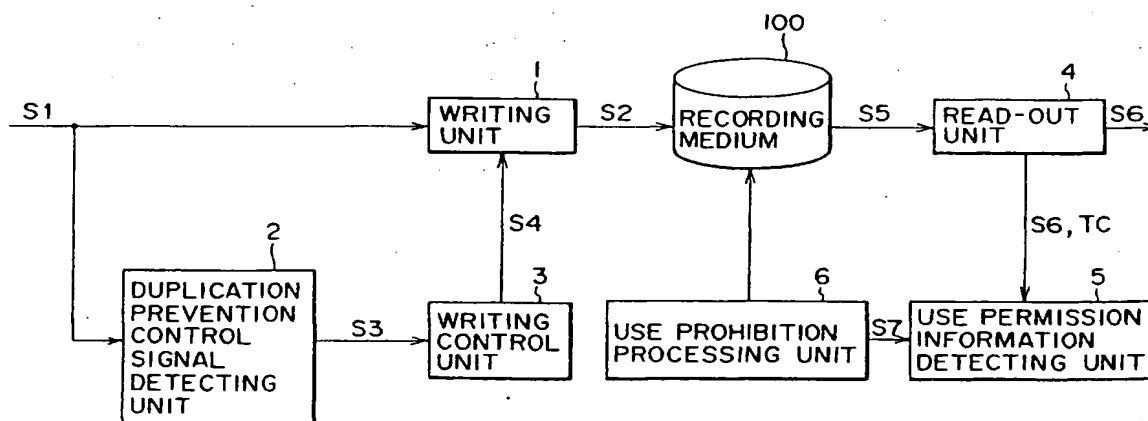 100
1
4
S1
WRITING
UNIT
S2
RECORDING
MEDIUM
S5
READ-OUT
UNIT
S6
S4
S6, TC
2
3
6
5
DUPLICATION
PREVENTION
CONTROL
SIGNAL
DETECTING
UNIT
S3
WRITING
CONTROL
UNIT
USE PROHIBITION
PROCESSING UNIT
S7
USE PERMISSION
INFORMATION
DETECTING UNIT